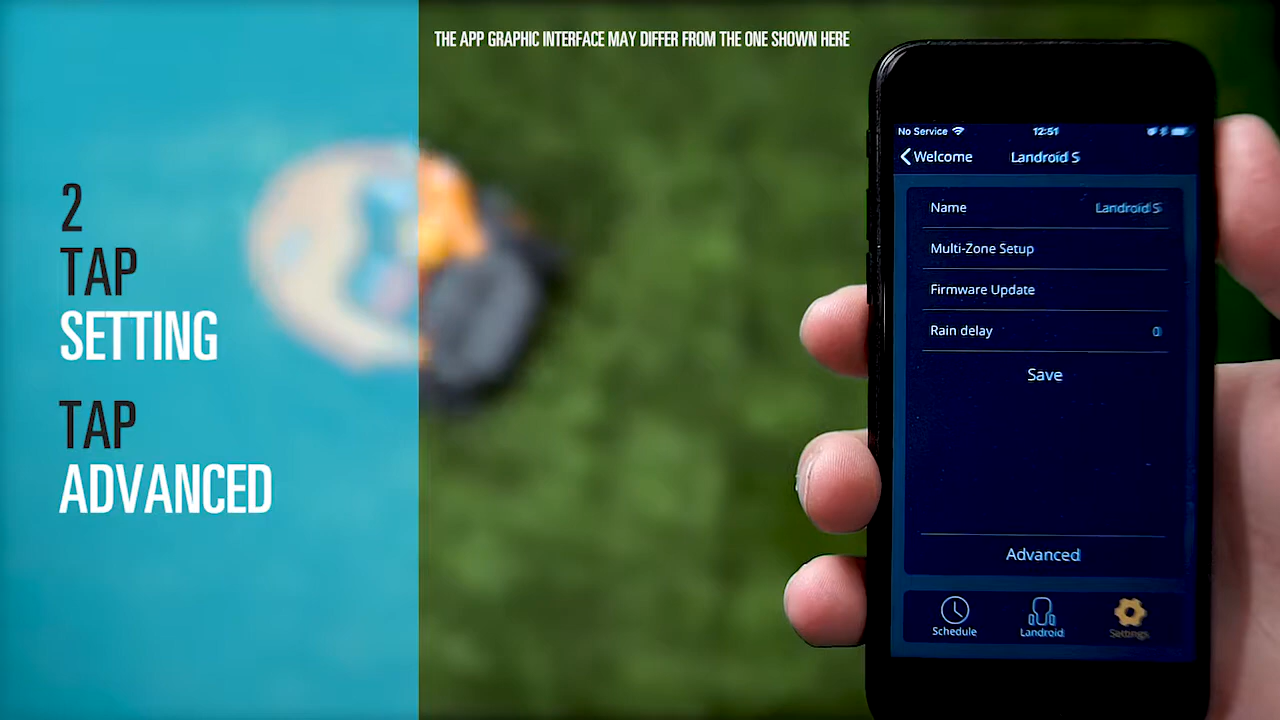 THE APP GRAPHIC INTERFACE MAY DIFFER FROM THE ONE SHOWN HERE
2
TAP
SETTING
TAP
ADVANCED
No Service 12:51
Welcome Landroid S
Name Landroid S
Multi-Zone Setup
Firmware Update
Rain delay 0
Save
Advanced
Schedule Landroid Settings